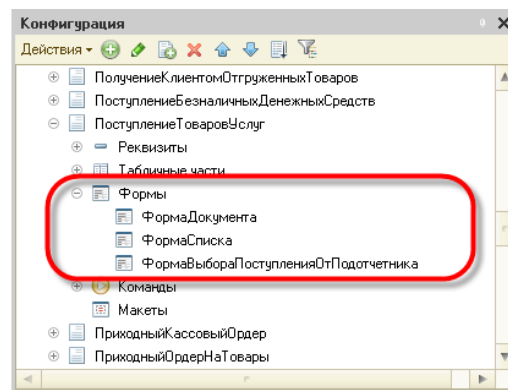 Конфигурация
Действия
ПолучениеКлиентомОтгруженныхТоваров
ПоступлениеБезналичныхДенежныхСредств
ПоступлениеТоваровУслуг
Реквизиты
Табличные части
Формы
ФормаДокумента
ФормаСписка
ФормаВыбораПоступленияОтПодотчетника
Команды
Макеты
ПриходныйКассовыйОрдер
ПриходныйОрдерНаТовары